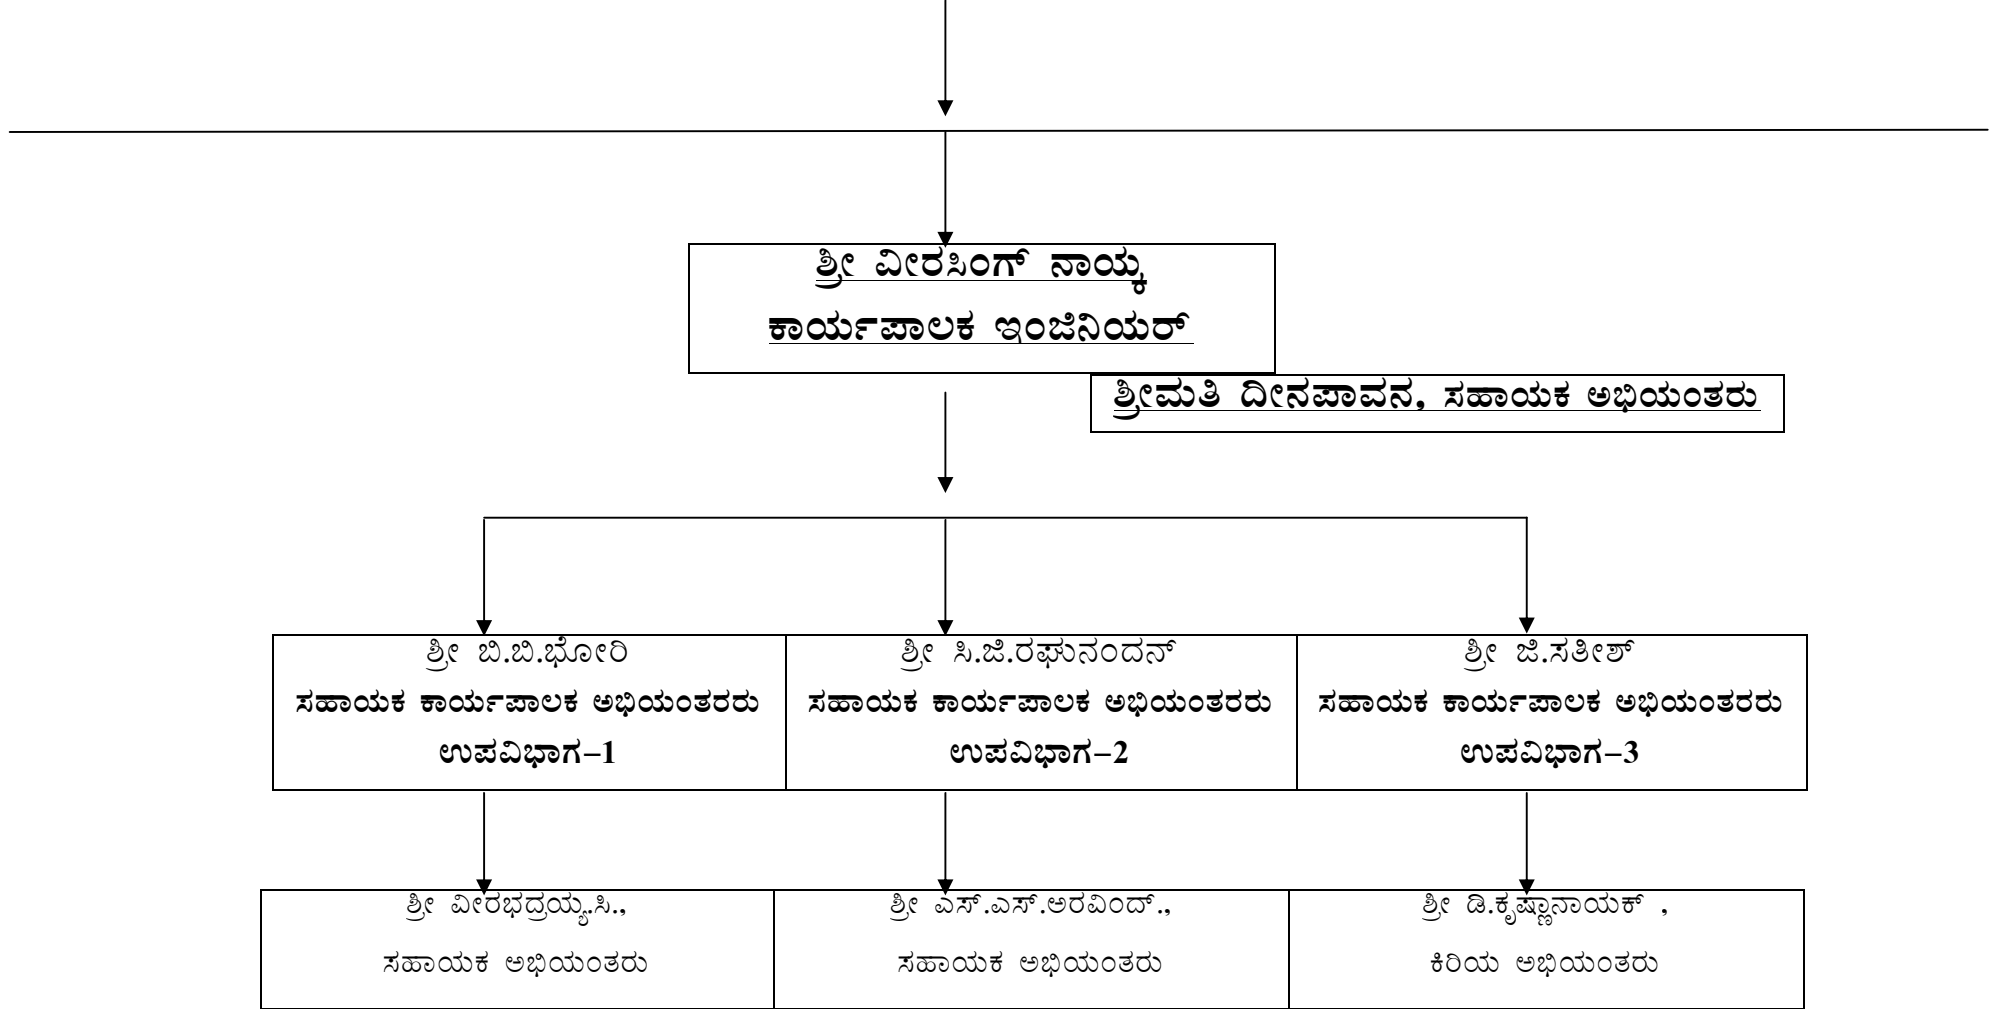 ಶ್ರೀ ವೀರಸಿಂಗ್ ನಾಯ್ಕ
ಕಾರ್ಯಪಾಲಕ ಇಂಜಿನಿಯರ್
ಶ್ರೀಮತಿ ದೀನಪಾವನ, ಸಹಾಯಕ ಅಭಿಯಂತರು
ಶ್ರೀ ಬಿ.ಬಿ.ಭೋರಿ
ಸಹಾಯಕ ಕಾರ್ಯಪಾಲಕ ಅಭಿಯಂತರರು
ಉಪವಿಭಾಗ–1
ಶ್ರೀ ಸಿ.ಜಿ.ರಘುನಂದನ್
ಸಹಾಯಕ ಕಾರ್ಯಪಾಲಕ ಅಭಿಯಂತರರು
ಉಪವಿಭಾಗ–2
ಶ್ರೀ ಜಿ.ಸತೀಶ್
ಸಹಾಯಕ ಕಾರ್ಯಪಾಲಕ ಅಭಿಯಂತರರು
ಉಪವಿಭಾಗ–3
ಶ್ರೀ ವೀರಭದ್ರಯ್ಯ.ಸಿ.,
ಸಹಾಯಕ ಅಭಿಯಂತರು
ಶ್ರೀ ಎಸ್.ಎಸ್.ಅರವಿಂದ್.,
ಸಹಾಯಕ ಅಭಿಯಂತರು
ಶ್ರೀ ಡಿ.ಕೃಷ್ಣಾನಾಯಕ್ ,
ಕಿರಿಯ ಅಭಿಯಂತರು